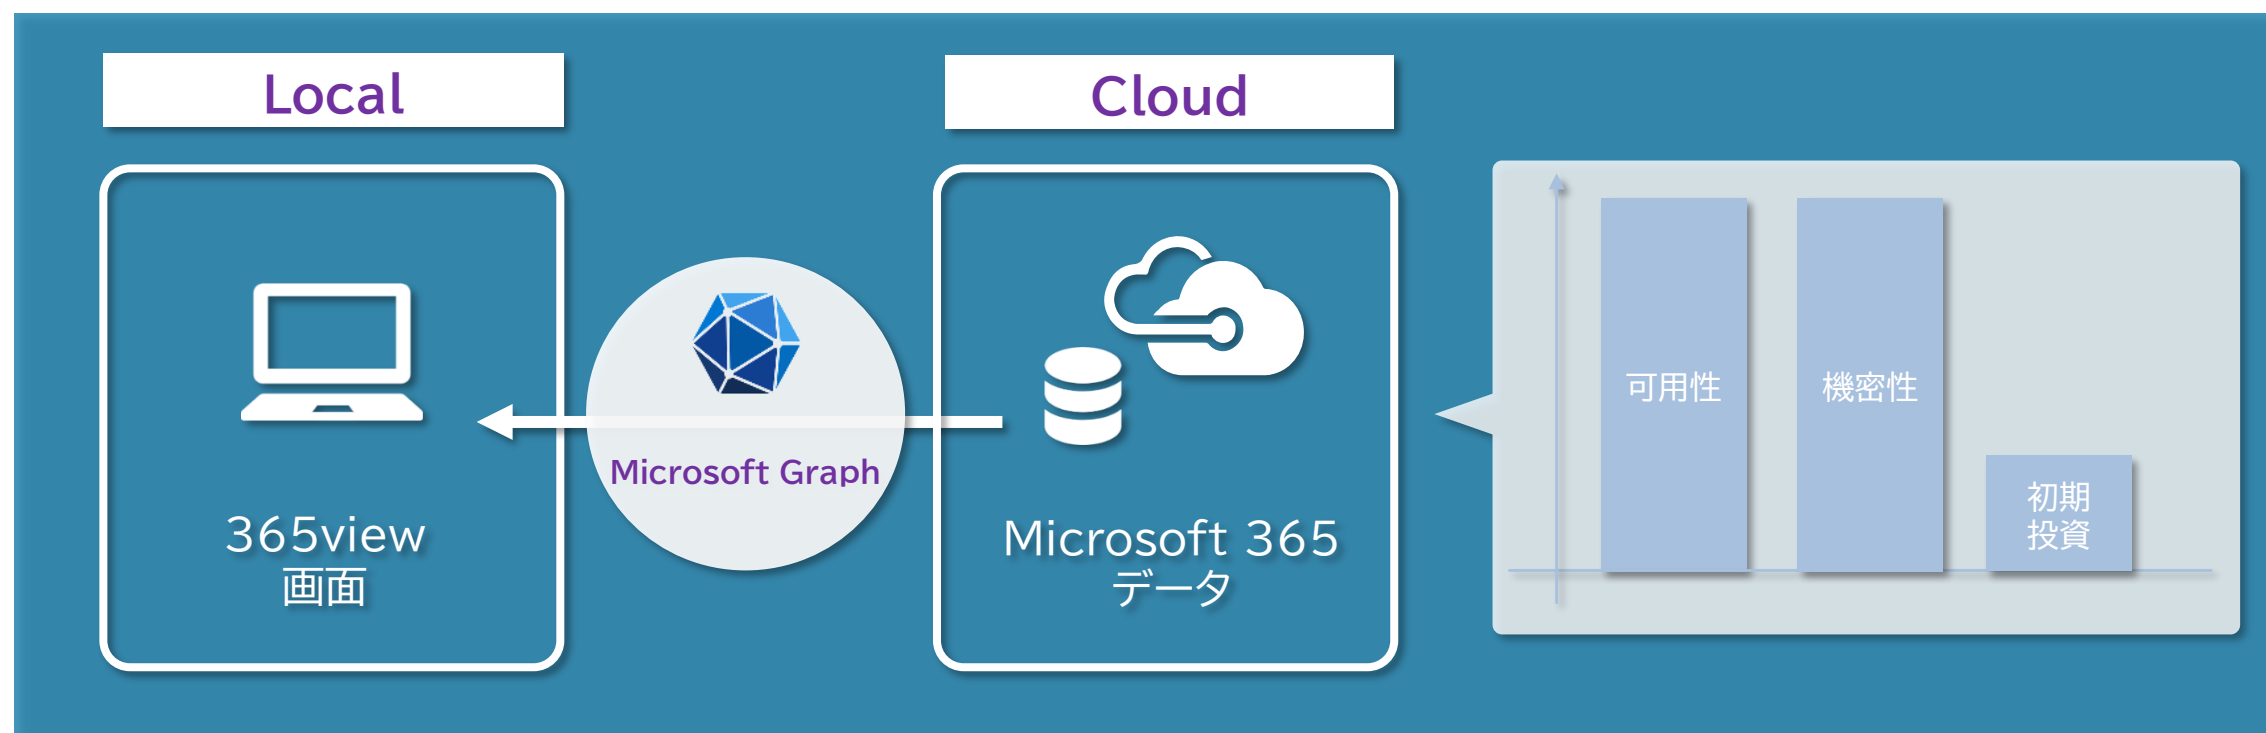 Local
Cloud
365view
画面
Microsoft Graph
Microsoft 365
データ
可用性
機密性
初期
投資